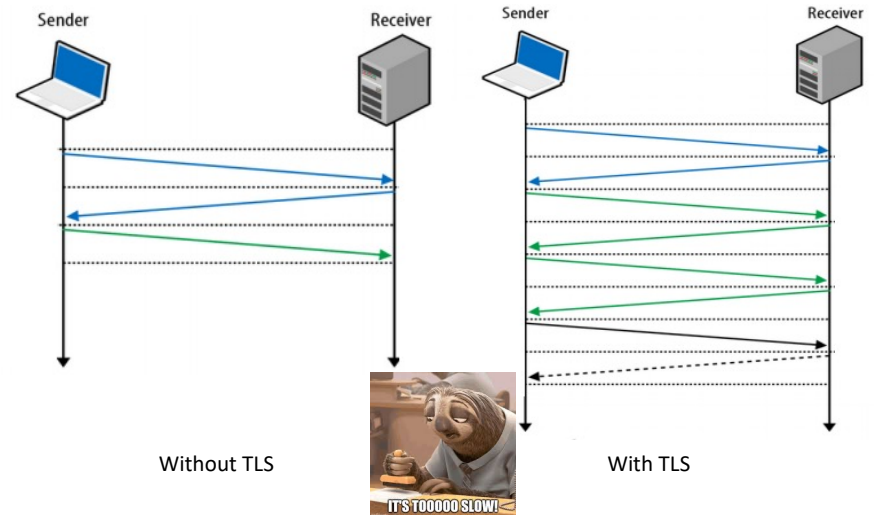 Sender
Receiver
Sender
Receiver
Without TLS
With TLS
IT'S TOOOOO SLOW!